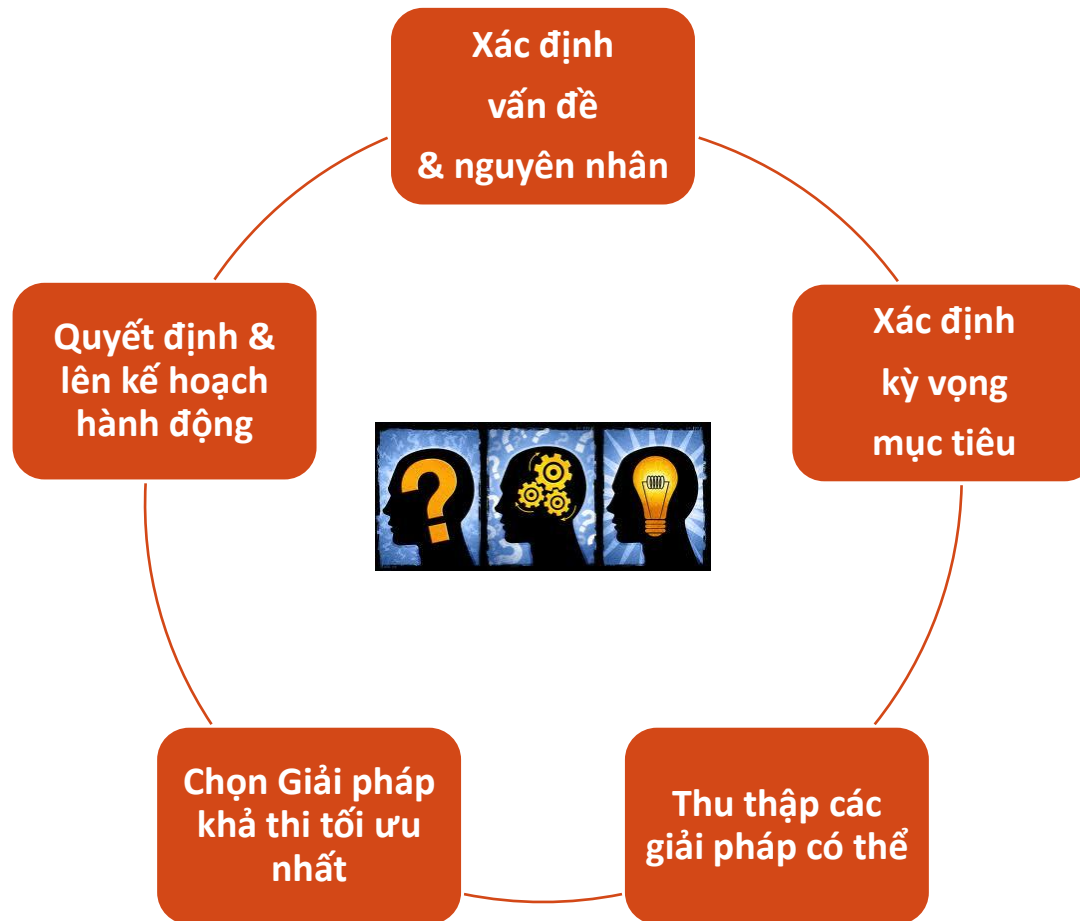 Xác định
vấn đề
& nguyên nhân
Xác định
kỳ vọng
mục tiêu
Thu thập các
giải pháp có thể
Chọn Giải pháp
khả thi tối ưu
nhất
Quyết định &
lên kế hoạch
hành động